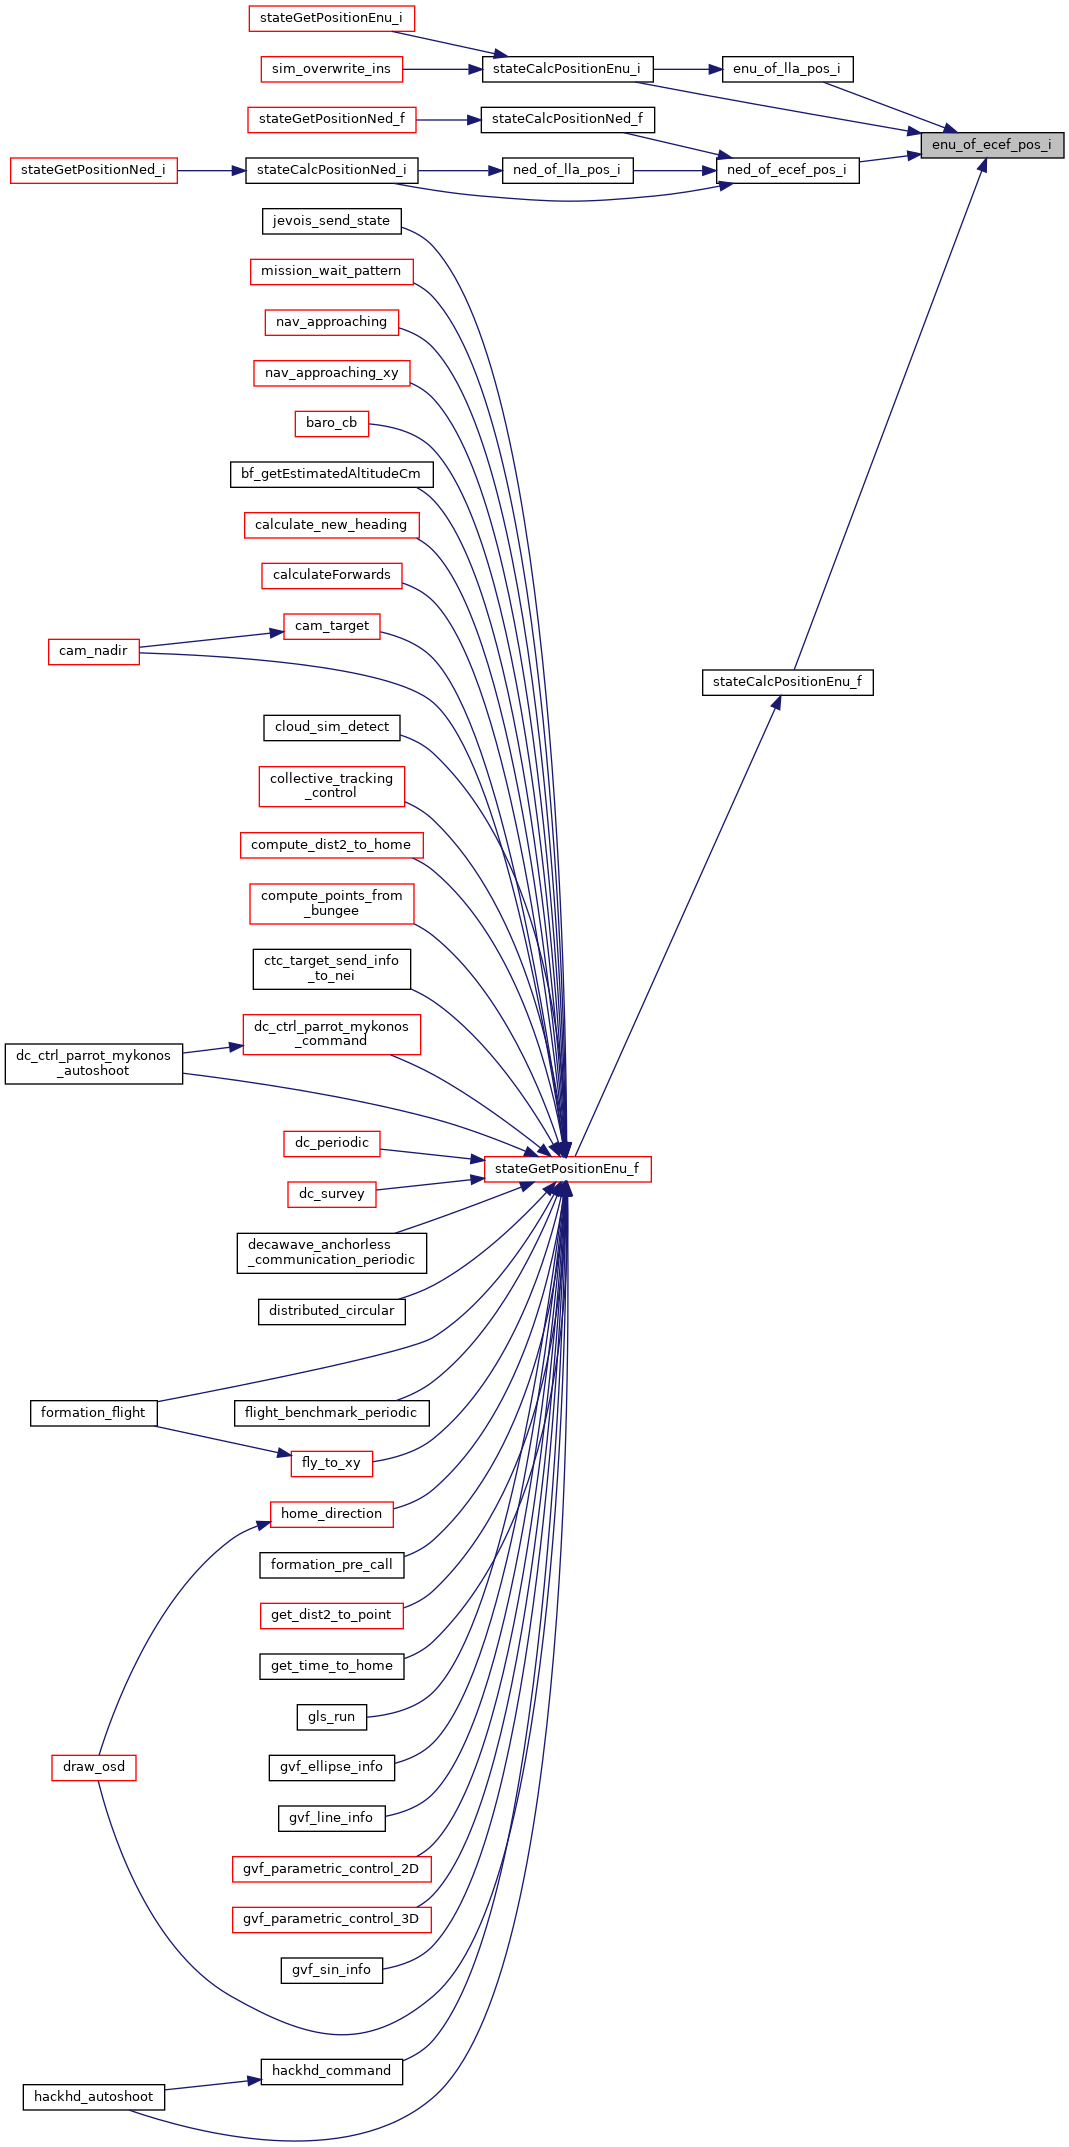 stateGetPositionEnu_i
sim_overwrite_ins
stateCalcPositionEnu_i
enu_of_lla_pos_i
stateGetPositionNed_f
stateCalcPositionNed_f
enu_of_ecef_pos_i
stateGetPositionNed_i
stateCalcPositionNed_i
ned_of_lla_pos_i
ned_of_ecef_pos_i
jevois_send_state
mission_wait_pattern
nav_approaching
nav_approaching_xy
baro_cb
bf_getEstimatedAltitudeCm
calculate_new_heading
calculateForwards
cam_target
cam_nadir
stateCalcPositionEnu_f
cloud_sim_detect
collective_tracking
_control
compute_dist2_to_home
compute_points_from
_bungee
ctc_target_send_info
_to_nei
dc_ctrl_parrot_mykonos
_command
dc_ctrl_parrot_mykonos
_autoshoot
dc_periodic
stateGetPositionEnu_f
dc_survey
decawave_anchorless
_communication_periodic
distributed_circular
formation_flight
flight_benchmark_periodic
fly_to_xy
home_direction
formation_pre_call
get_dist2_to_point
get_time_to_home
gls_run
draw_osd
gvf_ellipse_info
gvf_line_info
gvf_parametric_control_2D
gvf_parametric_control_3D
gvf_sin_info
hackhd_command
hackhd_autoshoot